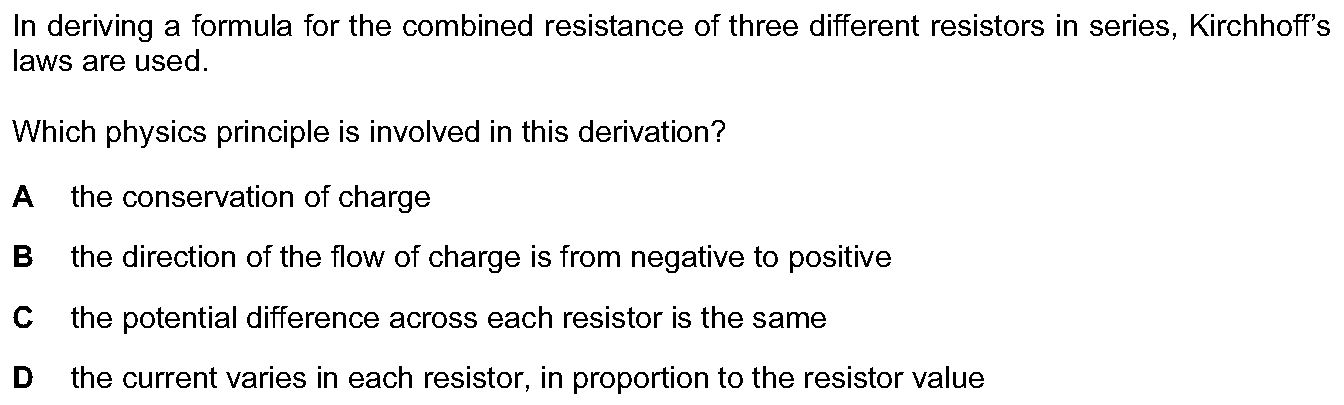 In deriving a formula for the combined resistance of three different resistors in series, Kirchhoff’s
laws are used.
Which physics principle is involved in this derivation?
A the conservation of charge
B the direction of the flow of charge is from negative to positive
C the potential difference across each resistor is the same
D the current varies in each resistor, in proportion to the resistor value